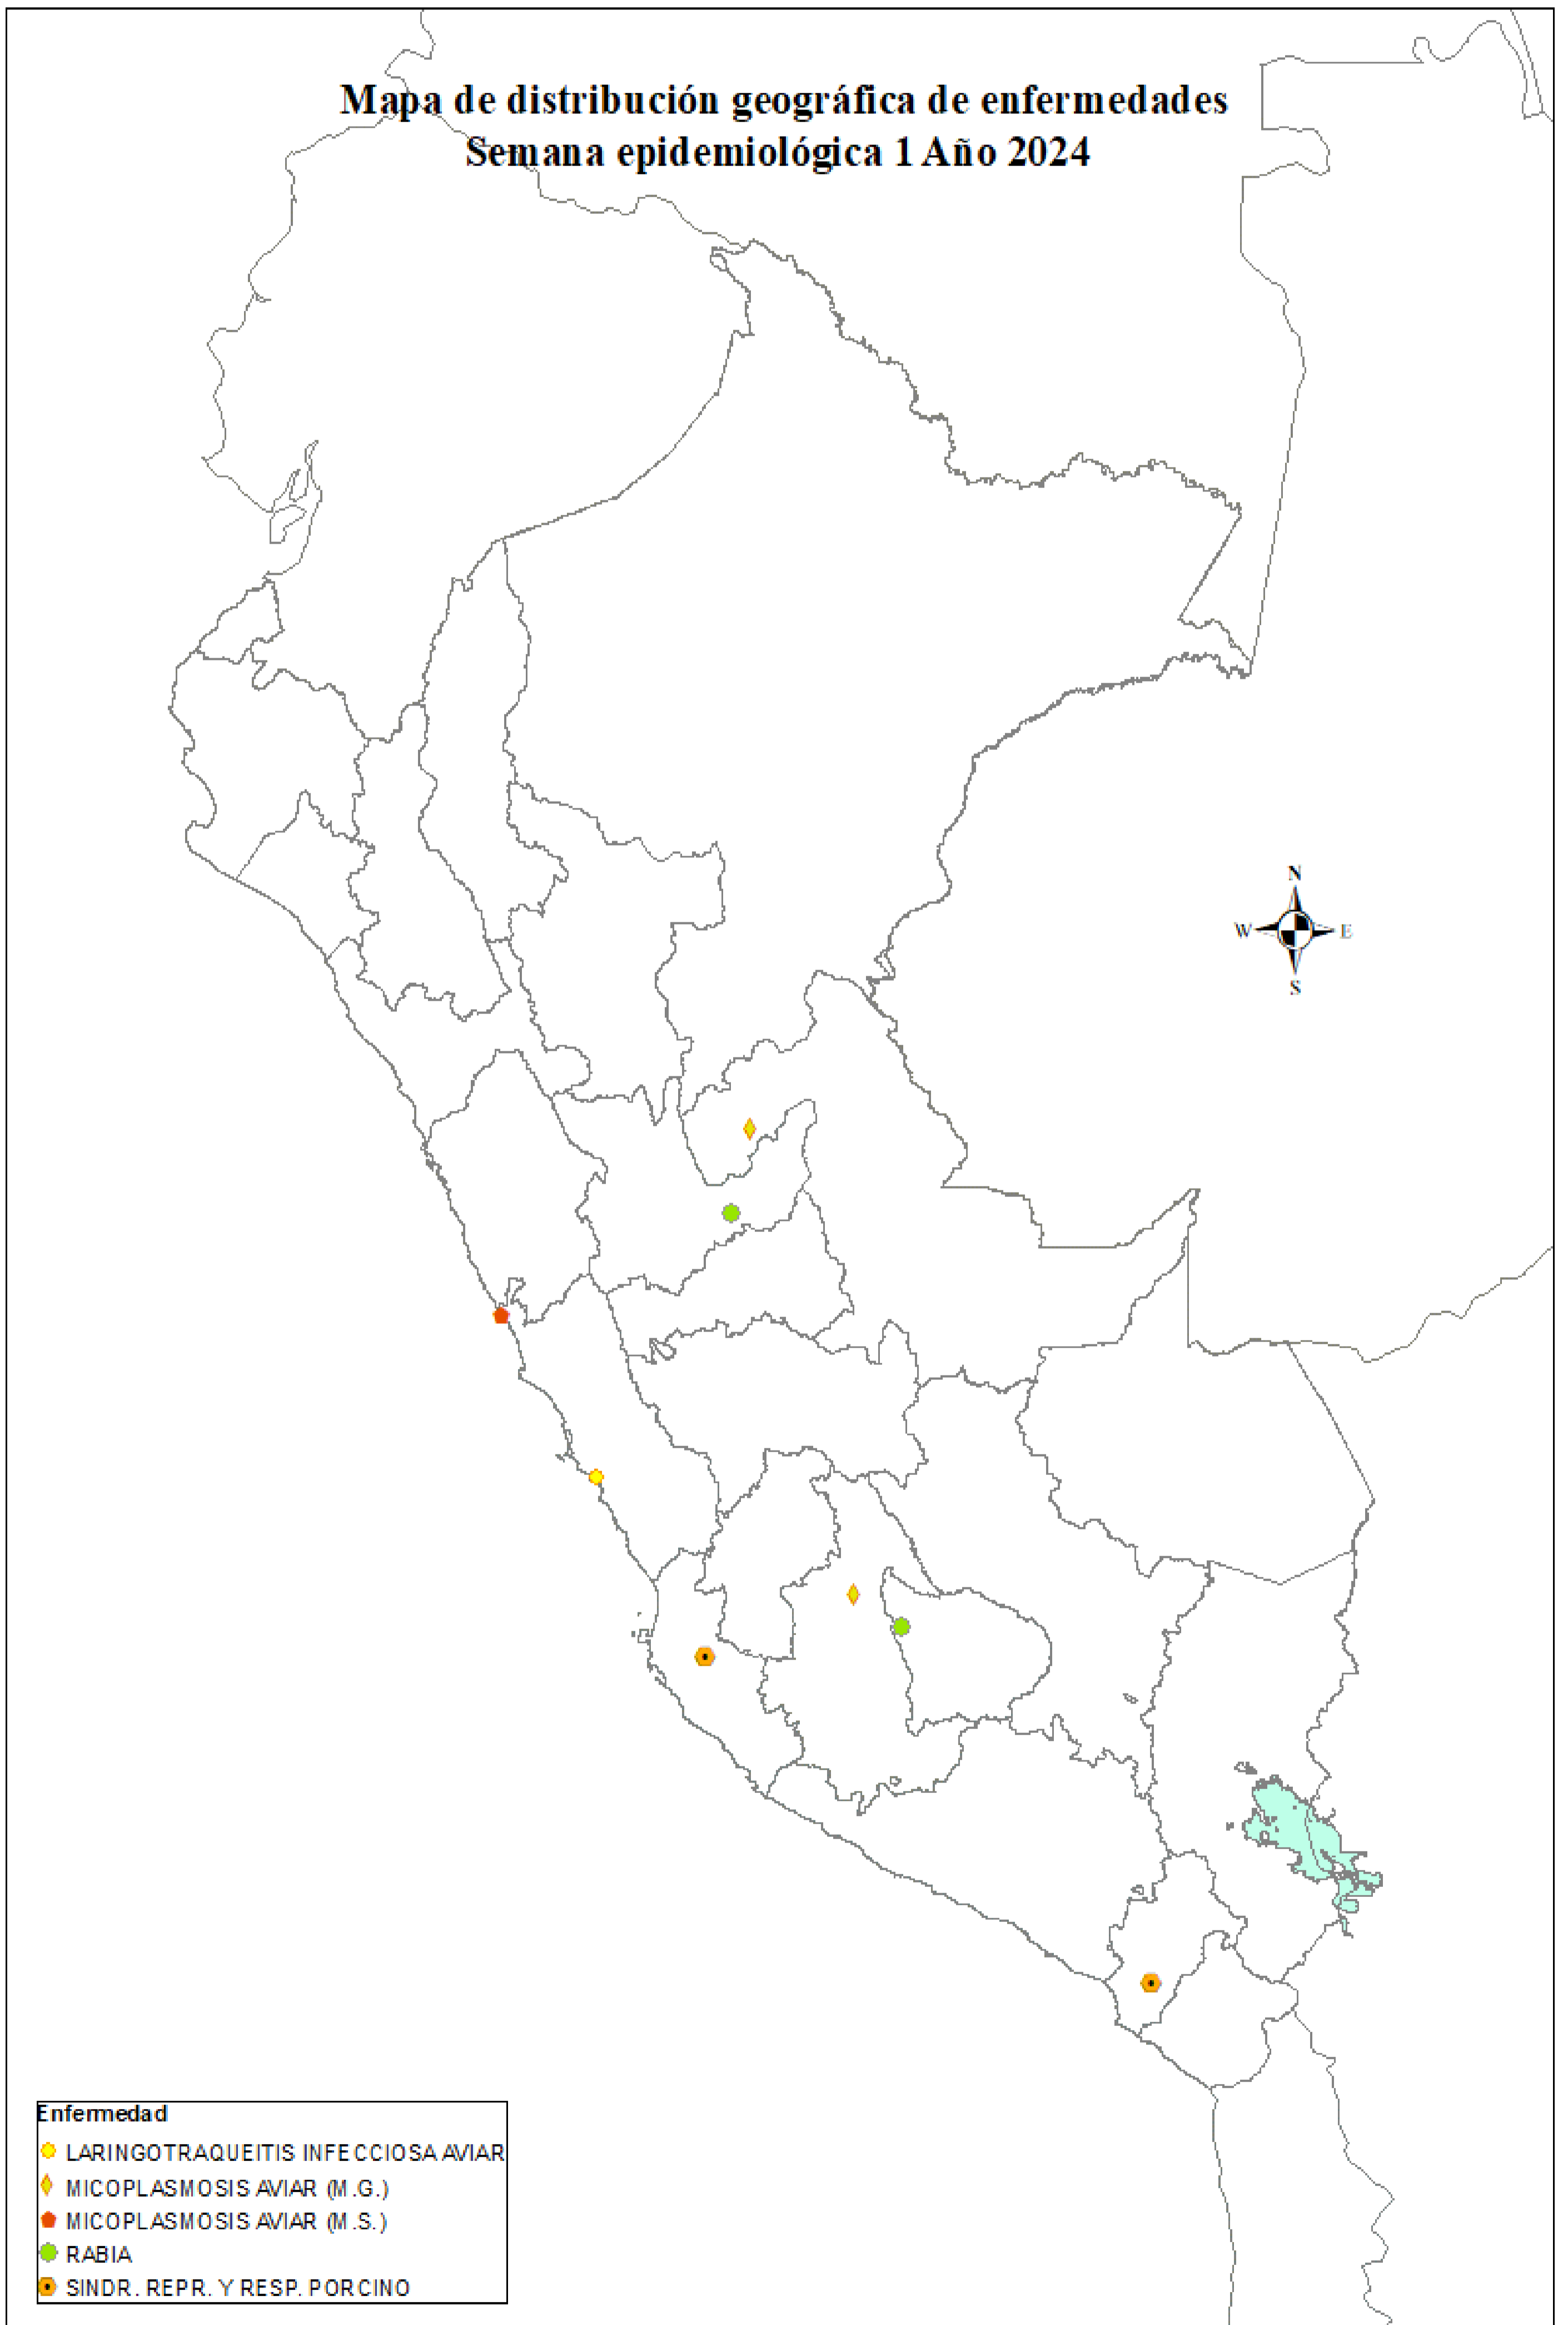 Mapa de distribución geográfica de enfermedades
Semana epidemiológica 1 Año 2024
N
W E
S
Enfermedad
LARINGOTRAQUEITIS INFECCIOSA AVIAR
MICOPLASMOSIS AVIAR (M.G.)
MICOPLASMOSIS AVIAR (M.S.)
RABIA
SINDR. REPR. Y RESP. PORCINO